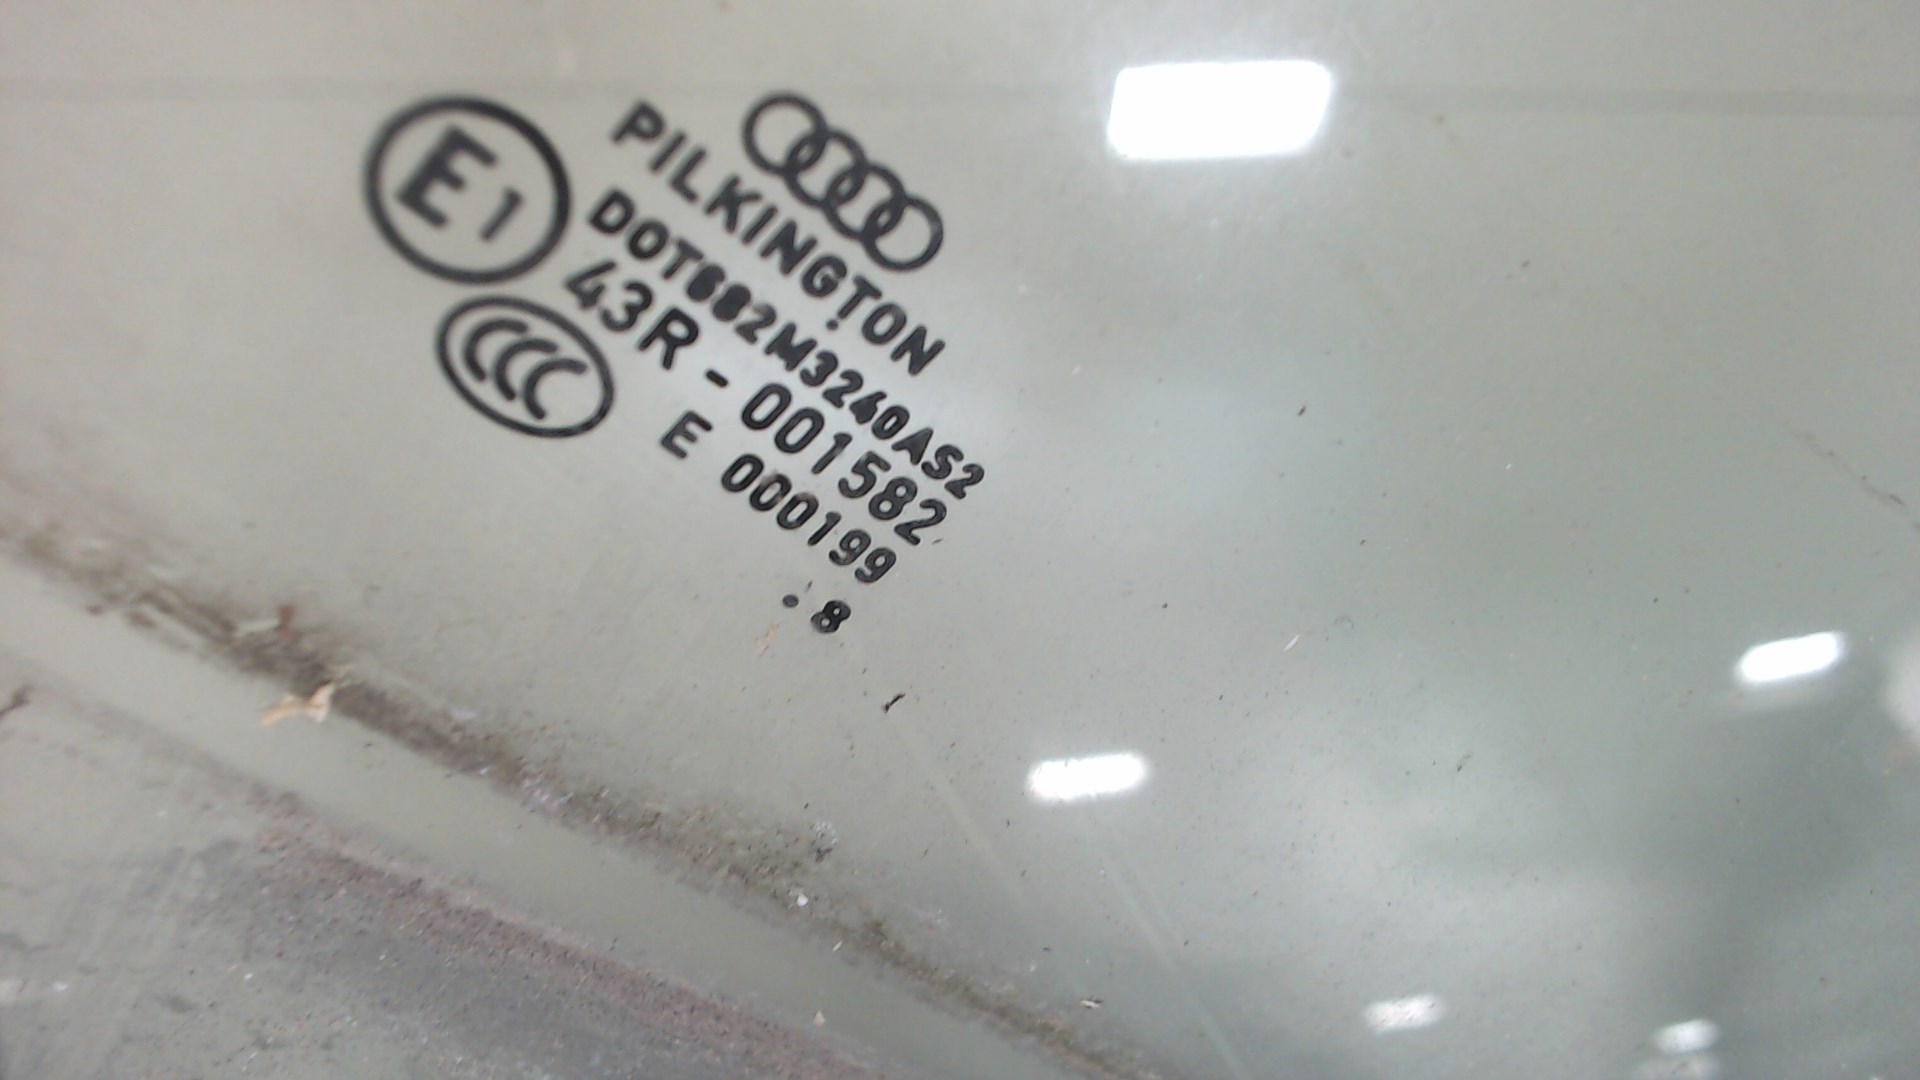 E1
PILKINGTON
DOT682M3240AS2
43R - 001582
CCC
E 000199
. 8